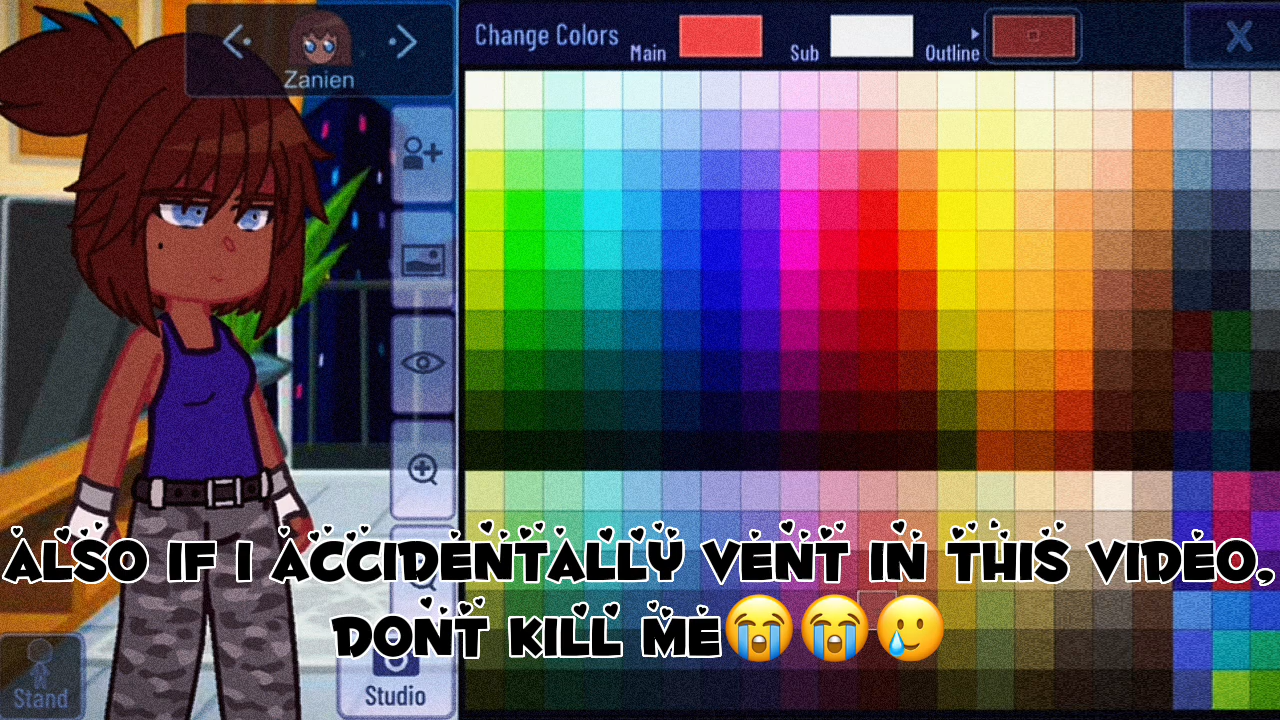 Zanien
Change Colors
Main
Sub
Outline
X
ALSO IF I ACCIDENTALLY VENT IN THIS VIDEO,
DONT KILL ME😭😭🥲
Stand
Studio